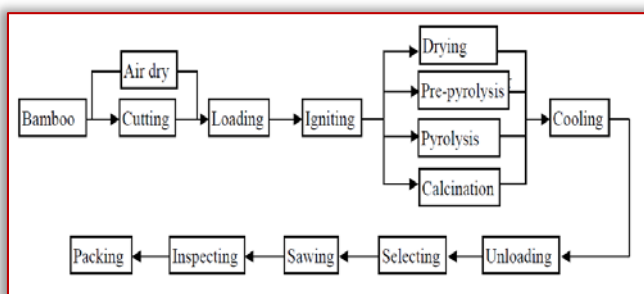 Air dry
Bamboo
Cutting
Loading
Igniting
Drying
Pre-pyrolysis
Pyrolysis
Calcination
Cooling
Packing
Inspecting
Sawing
Selecting
Unloading